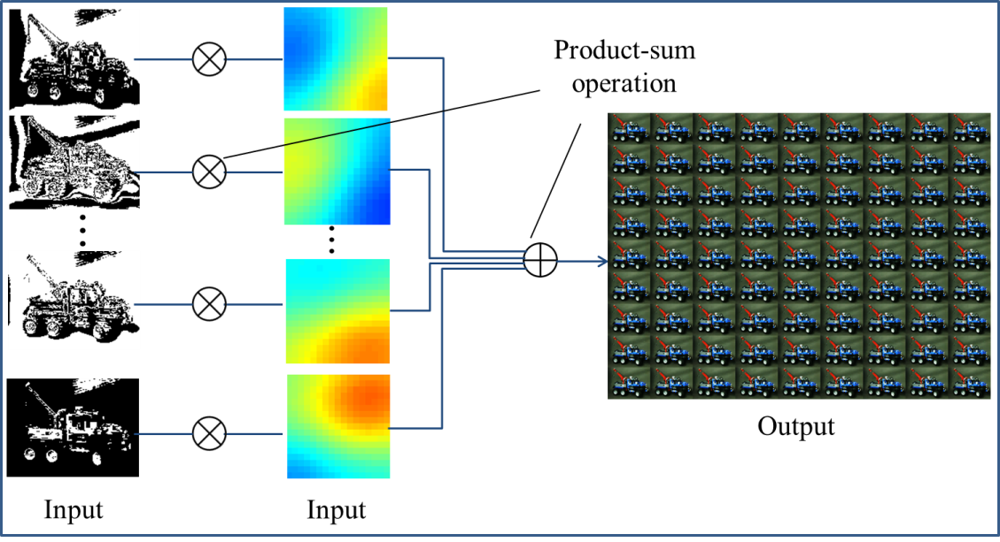 Product-sum
operation
Output
Input
Input